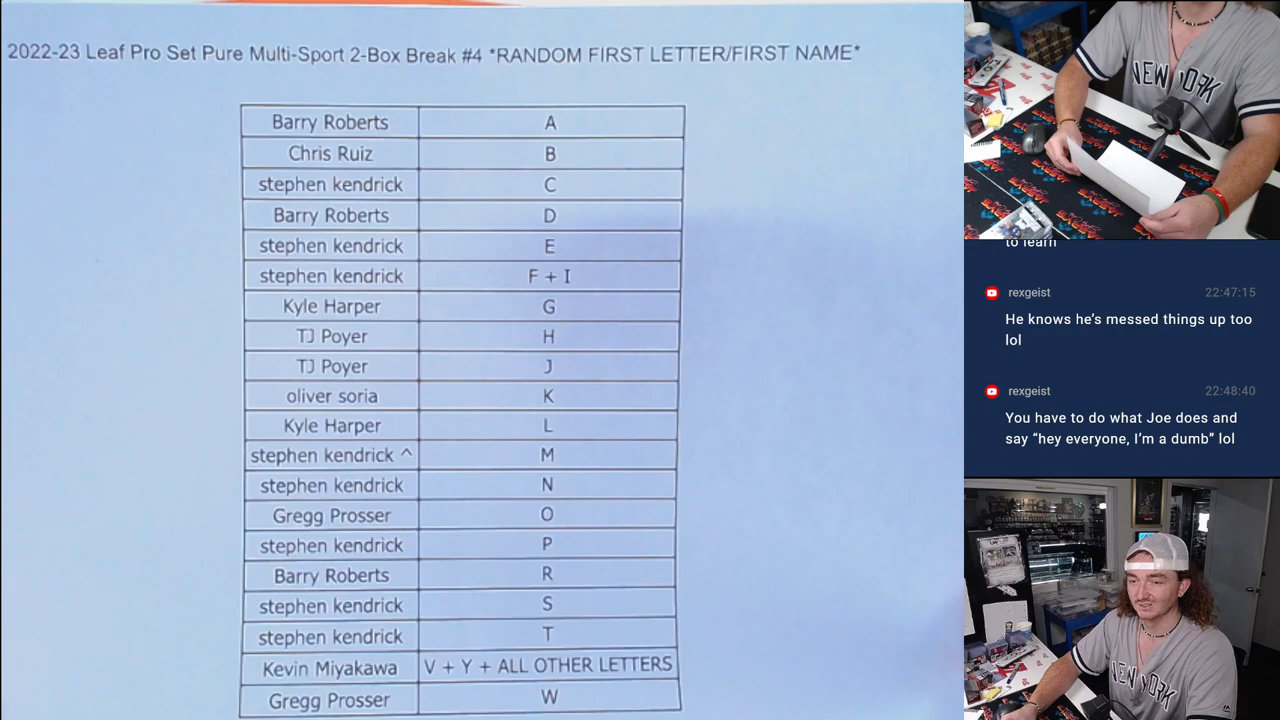 2022-23 Leaf Pro Set Pure Multi-Sport 2-Box Break #4 *RANDOM FIRST LETTER/FIRST NAME*
Barry Roberts A
Chris Ruiz B
stephen kendrick C
Barry Roberts D
stephen kendrick E
stephen kendrick F + I
Kyle Harper G
TJ Poyer H
TJ Poyer J
oliver soria K
Kyle Harper L
stephen kendrick ^ M
stephen kendrick N
Gregg Prosser O
stephen kendrick P
Barry Roberts R
stephen kendrick S
stephen kendrick T
Kevin Miyakawa V + Y + ALL OTHER LETTERS
Gregg Prosser W
NEW YORK
to learn
rexgeist 22:47:15
He knows he's messed things up too
lol
rexgeist 22:48:40
You have to do what Joe does and
say "hey everyone, I'm a dumb" lol
NEW YORK